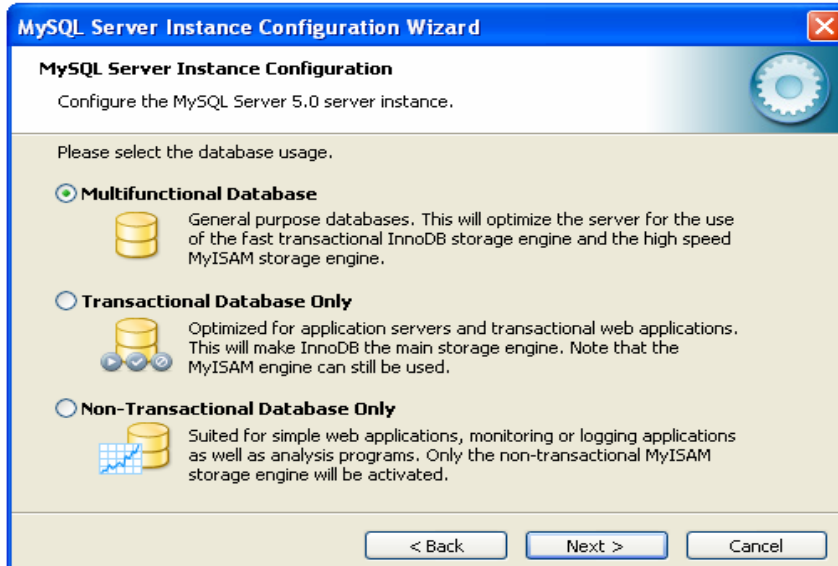 MySQL Server Instance Configuration Wizard
MySQL Server Instance Configuration
Configure the MySQL Server 5.0 server instance.
Please select the database usage.
Multifunctional Database
General purpose databases. This will optimize the server for the use
of the fast transactional InnoDB storage engine and the high speed
MyISAM storage engine.
Transactional Database Only
Optimized for application servers and transactional web applications.
This will make InnoDB the main storage engine. Note that the
MyISAM engine can still be used.
Non-Transactional Database Only
Suited for simple web applications, monitoring or logging applications
as well as analysis programs. Only the non-transactional MyISAM
storage engine will be activated.
< Back Next > Cancel